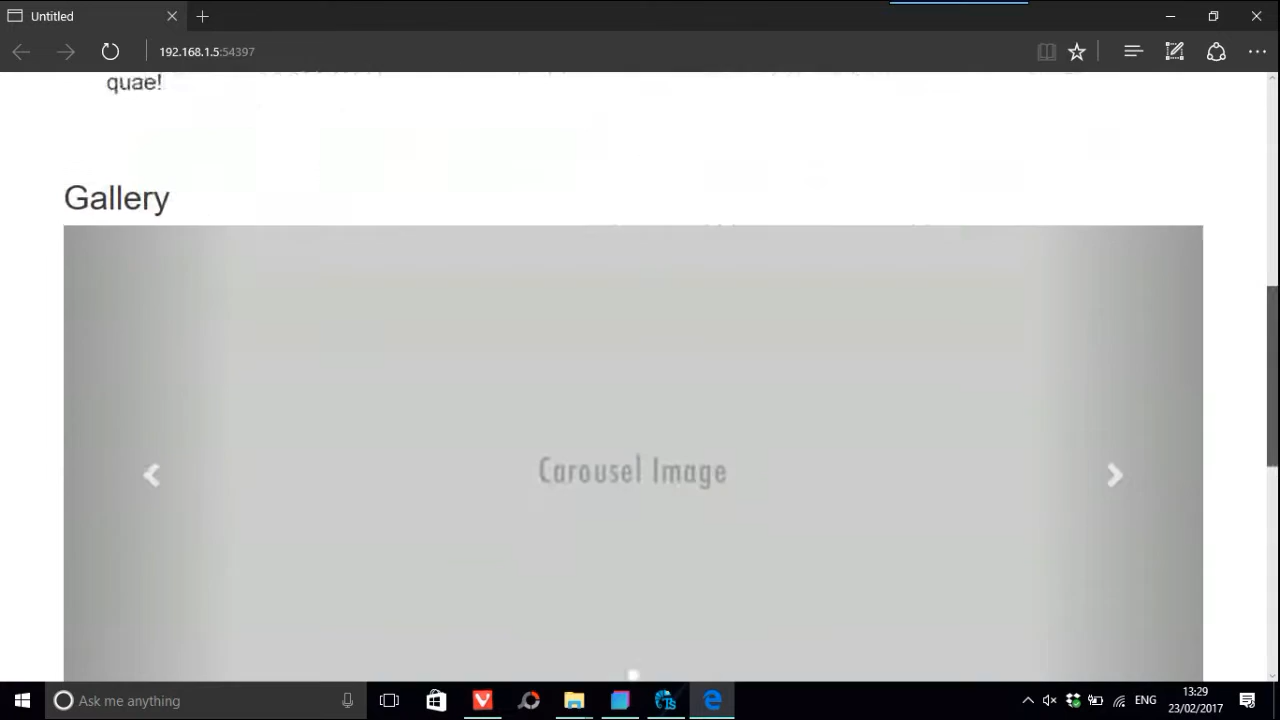 Untitled
192.168.1.5:54397
quae!
Gallery
Carousel Image
Ask me anything
ENG
13:29
23/02/2017